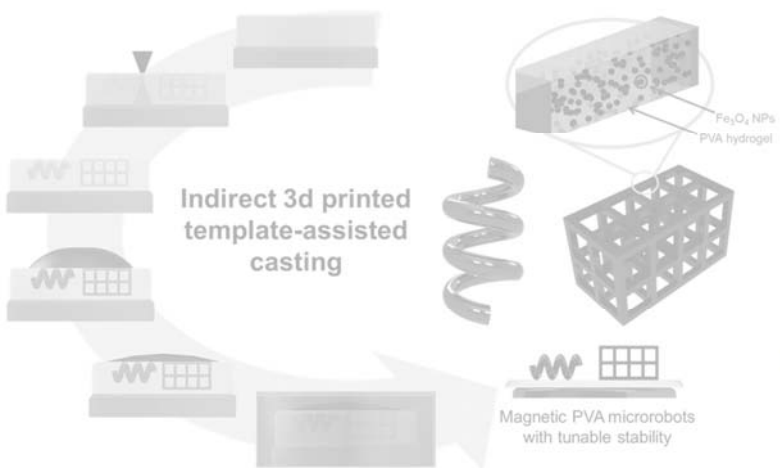 Fe₃O₄ NPs
PVA hydrogel
Indirect 3d printed
template-assisted
casting
Magnetic PVA microrobots
with tunable stability